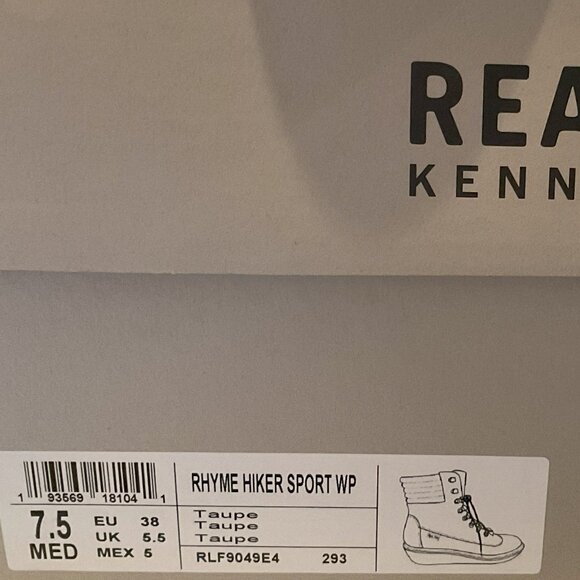 REA
KENN
1 93569 18104 1
RHYME HIKER SPORT WP
7.5 EU 38
MED UK 5.5
MEX 5
Taupe
Taupe
Taupe
RLF9049E4 293